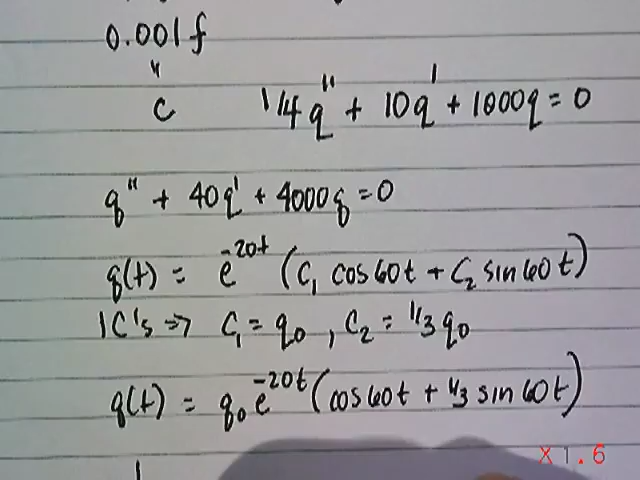 0.001f
"
C 1/4q" + 10q' + 1000q = 0
q" + 40q' + 4000q = 0
q(t) = e^-20t (C1 cos60t + C2 sin60t)
IC's => C1 = q0, C2 = 1/3 q0
q(t) = q0 e^-20t (cos60t + 1/3 sin60t)
X1.6